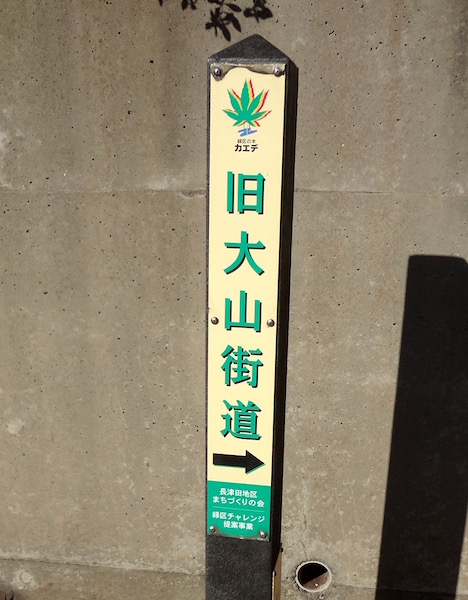 緑区の木
カエデ
旧大山街道
長津田地区
まちづくりの会
緑区チャレンジ
提案事業